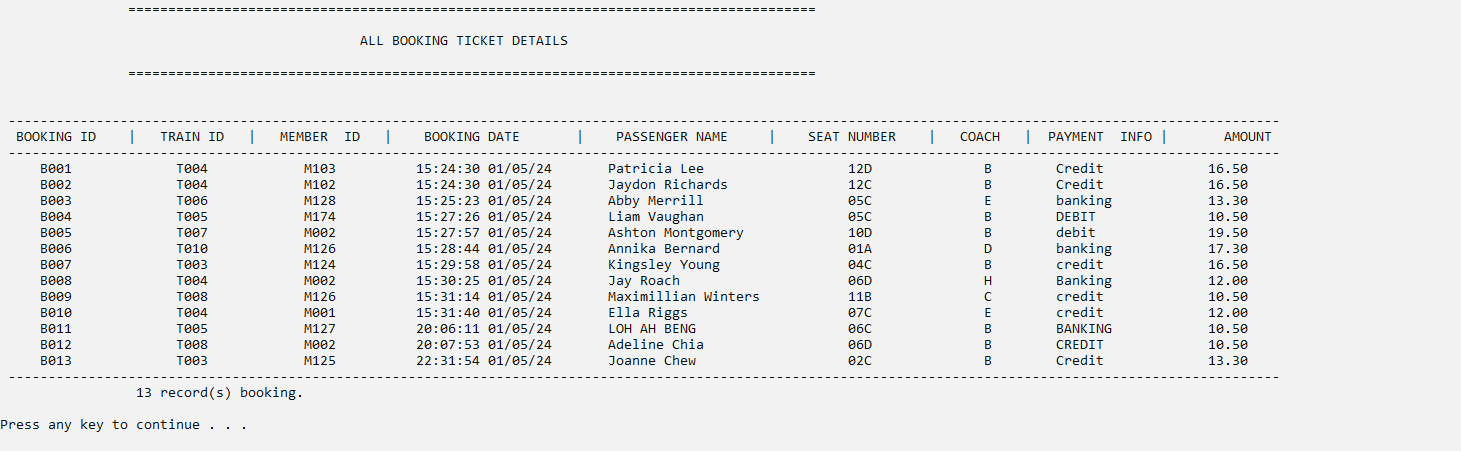 ======================================================================================
ALL BOOKING TICKET DETAILS
======================================================================================
---------------------------------------------------------------------------------------------------------------------------------------------------------------
BOOKING ID | TRAIN ID | MEMBER ID | BOOKING DATE | PASSENGER NAME | SEAT NUMBER | COACH | PAYMENT INFO | AMOUNT
---------------------------------------------------------------------------------------------------------------------------------------------------------------
B001 T004 M103 15:24:30 01/05/24 Patricia Lee 12D B Credit 16.50
B002 T004 M102 15:24:30 01/05/24 Jaydon Richards 12C B Credit 16.50
B003 T006 M128 15:25:23 01/05/24 Abby Merrill 05C E banking 13.30
B004 T005 M174 15:27:26 01/05/24 Liam Vaughan 05C B DEBIT 10.50
B005 T007 M002 15:27:57 01/05/24 Ashton Montgomery 10D B debit 19.50
B006 T010 M126 15:28:44 01/05/24 Annika Bernard 01A D banking 17.30
B007 T003 M124 15:29:58 01/05/24 Kingsley Young 04C B credit 16.50
B008 T004 M002 15:30:25 01/05/24 Jay Roach 06D H Banking 12.00
B009 T008 M126 15:31:14 01/05/24 Maximillian Winters 11B C credit 10.50
B010 T004 M001 15:31:40 01/05/24 Ella Riggs 07C E credit 12.00
B011 T005 M127 20:06:11 01/05/24 LOH AH BENG 06C B BANKING 10.50
B012 T008 M002 20:07:53 01/05/24 Adeline Chia 06D B CREDIT 10.50
B013 T003 M125 22:31:54 01/05/24 Joanne Chew 02C B Credit 13.30
---------------------------------------------------------------------------------------------------------------------------------------------------------------
13 record(s) booking.
Press any key to continue . . .